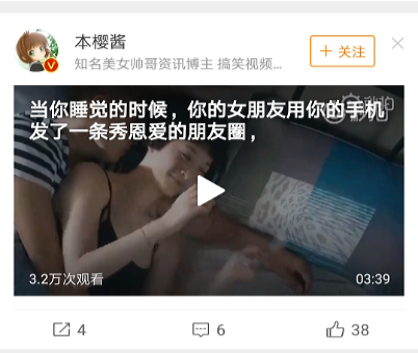 本樱酱
知名美女帅哥资讯博主 搞笑视频...
+ 关注
当你睡觉的时候，你的女朋友用你的手机
发了一条秀恩爱的朋友圈，
3.2万次观看
03:39
4
6
38